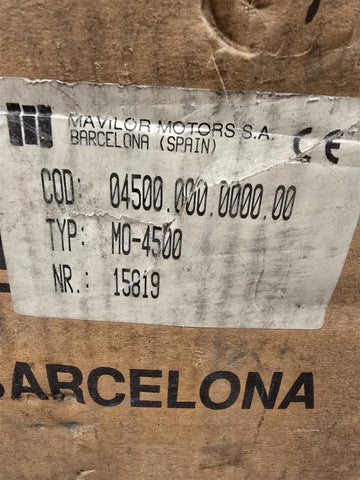 MAVILOR MOTORS S.A.
BARCELONA (SPAIN)
CE
COD: 04500.000.0000.00
TYP: MO-4500
NR.: 15819
BARCELONA